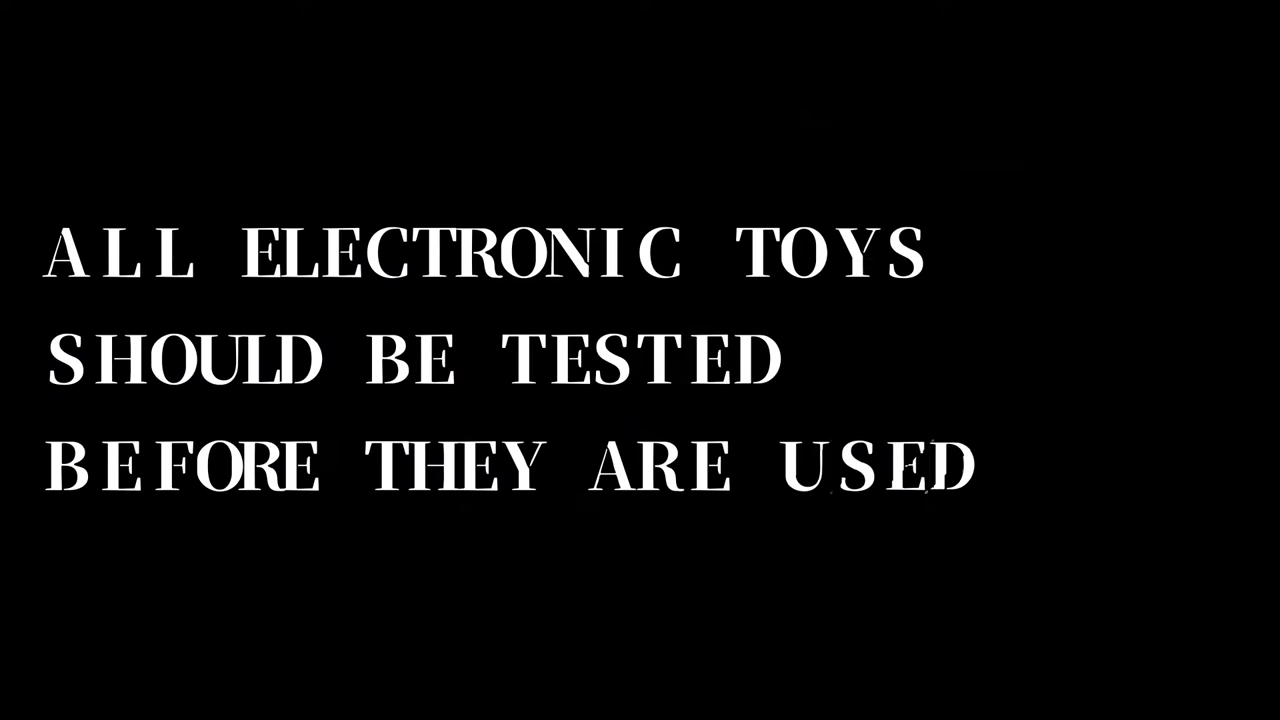 ALL ELECTRONIC TOYS
SHOULD BE TESTED
BEFORE THEY ARE USED